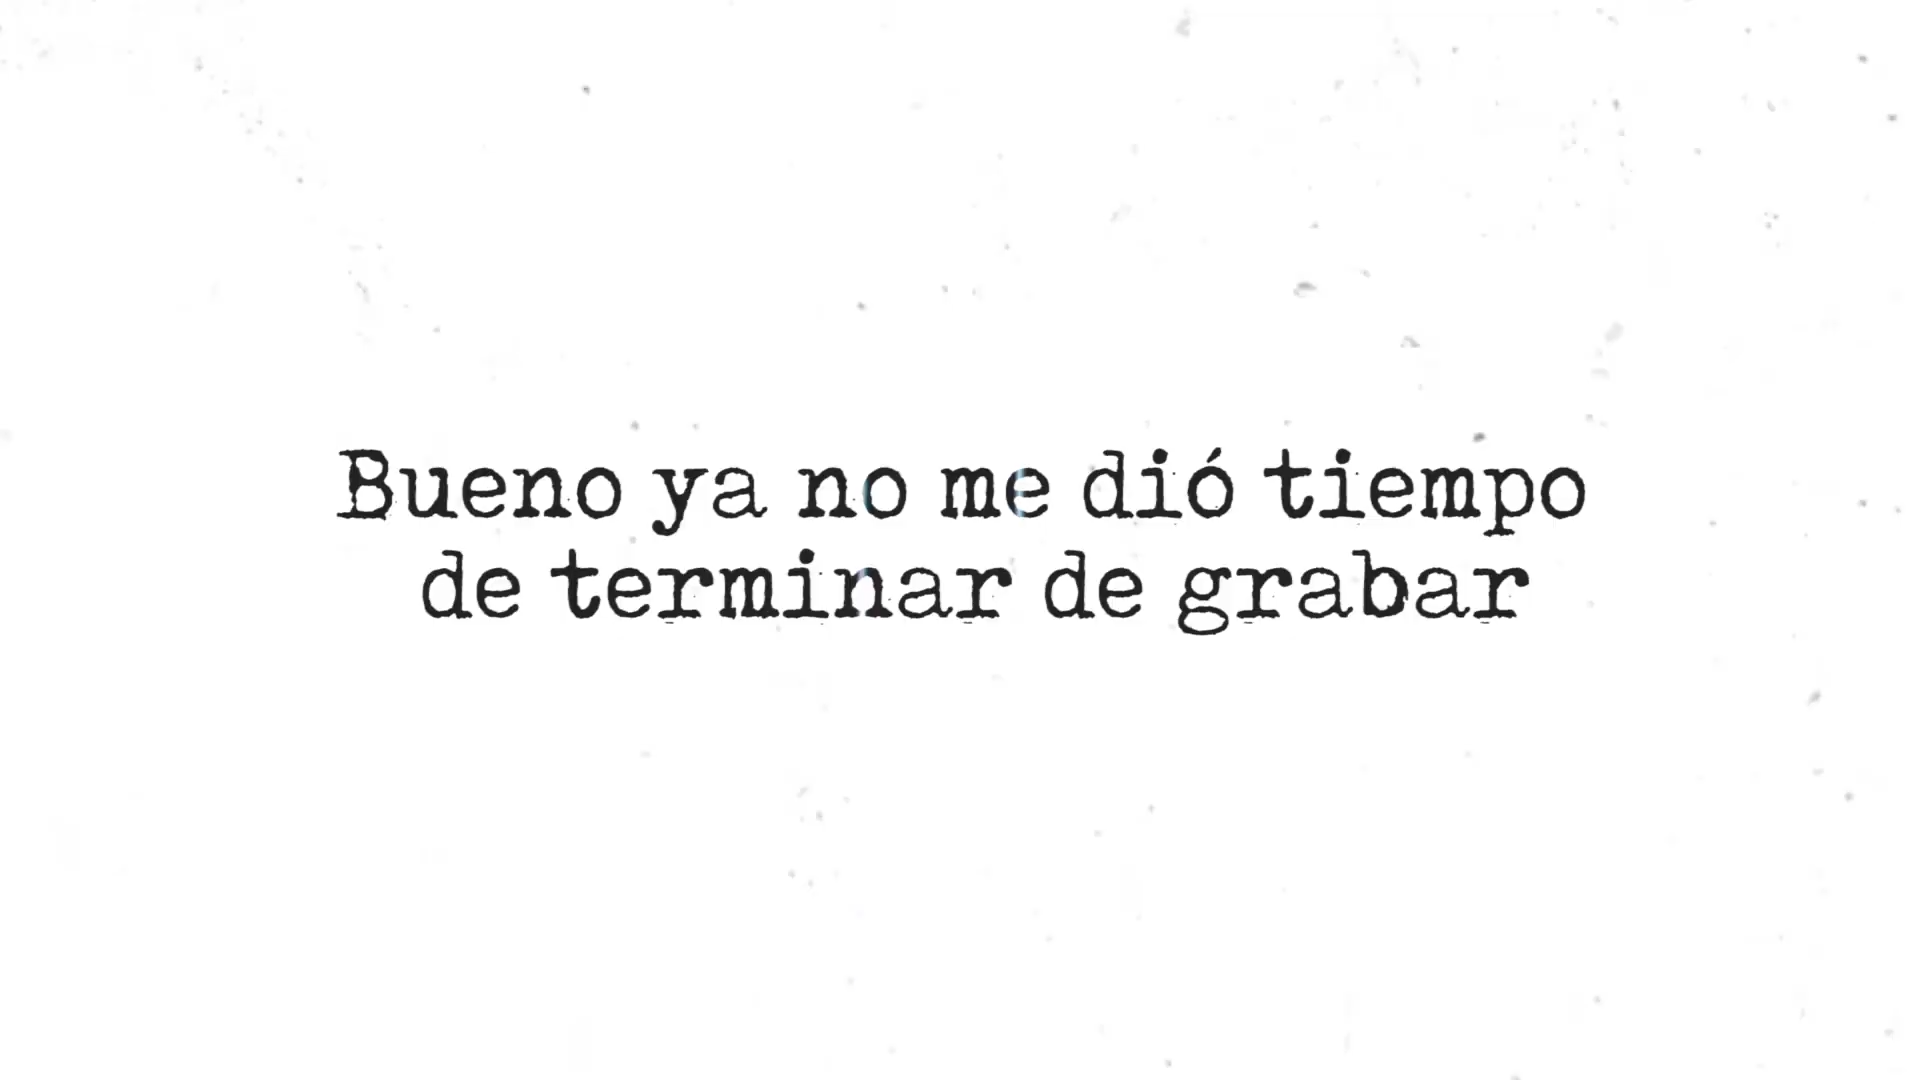 Bueno ya no me dió tiempo
de terminar de grabar